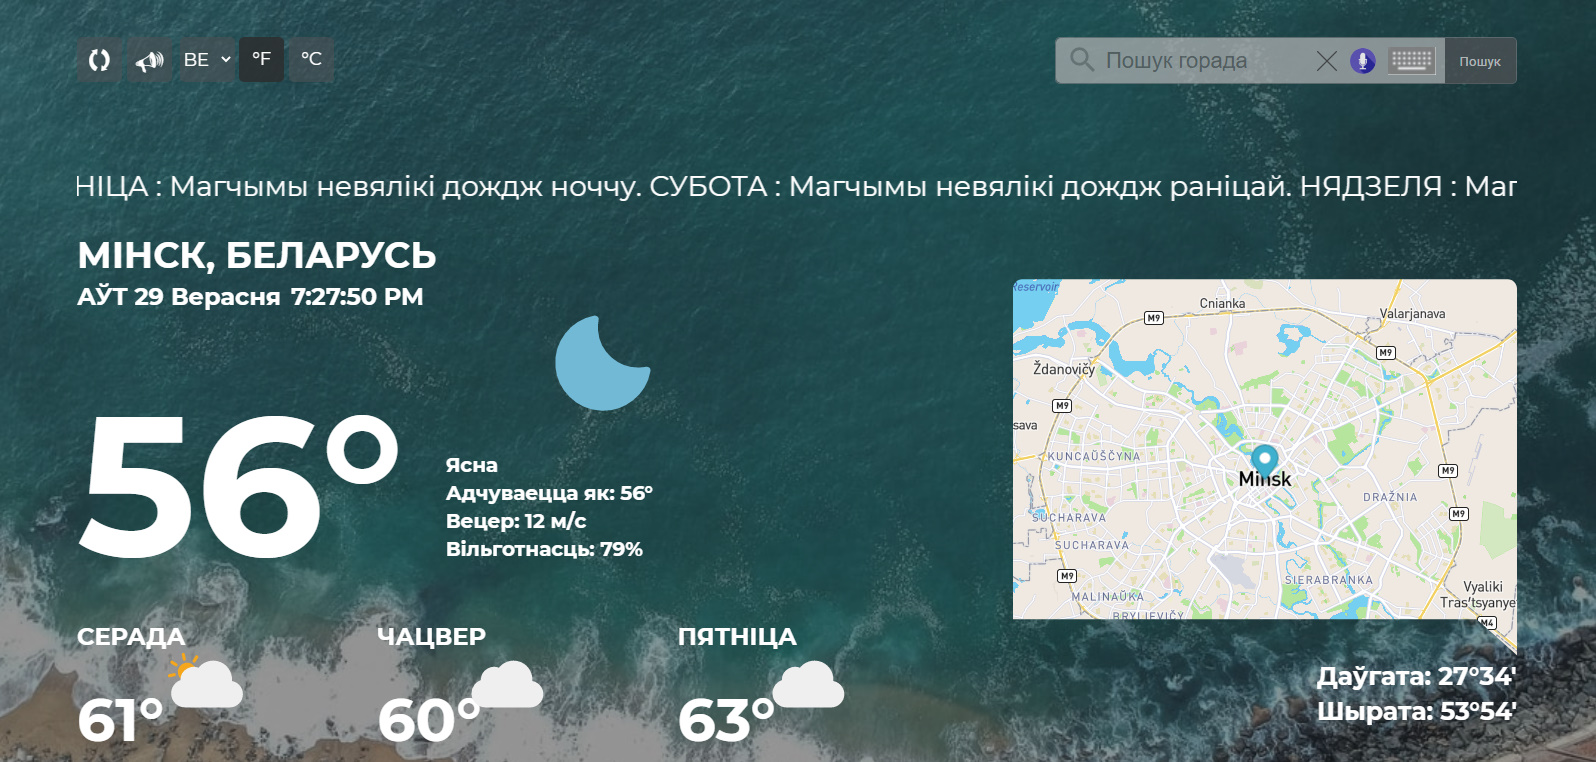 BE
°F
°C
Пошук горада
Пошук
НІЦА : Магчымы невялікі дождж ноччу. СУБОТА : Магчымы невялікі дождж раніцай. НЯДЗЕЛЯ : Маг
МІНСК, БЕЛАРУСЬ
АЎТ 29 Верасня 7:27:50 PM
56°
Ясна
Адчуваецца як: 56°
Вецер: 12 м/с
Вільготнасць: 79%
Reservoir
Cnianka
Valarjanava
M9
M9
Ždanovičy
M9
sava
KUNCAŬŠČYNA
Minsk
M9
DRAŽNIA
SUCHARAVA
M9
SUCHARAVA
M9
SIERABRANKA
MALINAŬKA
Vyaliki
Tras'tsyanye
BRYLIEVIČY
M4
СЕРАДА
61°
ЧАЦВЕР
60°
ПЯТНІЦА
63°
Даўгата: 27°34'
Шырата: 53°54'